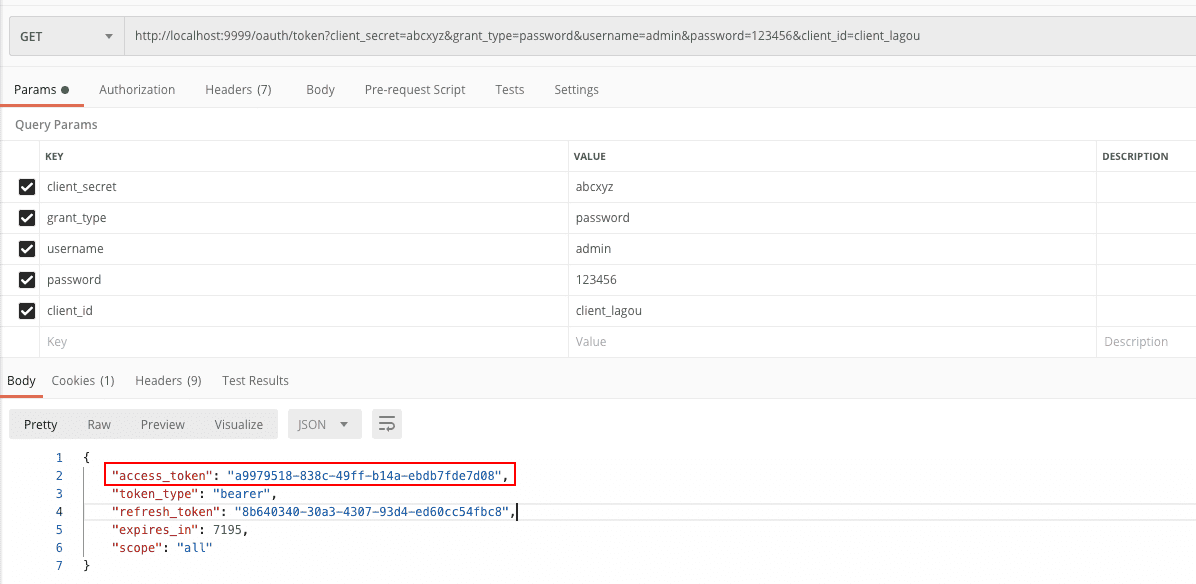 GET http://localhost:9999/oauth/token?client_secret=abcxyz&grant_type=password&username=admin&password=123456&client_id=client_lagou
Params Authorization Headers (7) Body Pre-request Script Tests Settings
Query Params
KEY VALUE DESCRIPTION
client_secret abcxyz
grant_type password
username admin
password 123456
client_id client_lagou
Key Value Description
Body Cookies (1) Headers (9) Test Results
Pretty Raw Preview Visualize JSON
1 {
2 "access_token": "a9979518-838c-49ff-b14a-ebdb7fde7d08",
3 "token_type": "bearer",
4 "refresh_token": "8b640340-30a3-4307-93d4-ed60cc54fbc8",
5 "expires_in": 7195,
6 "scope": "all"
7 }